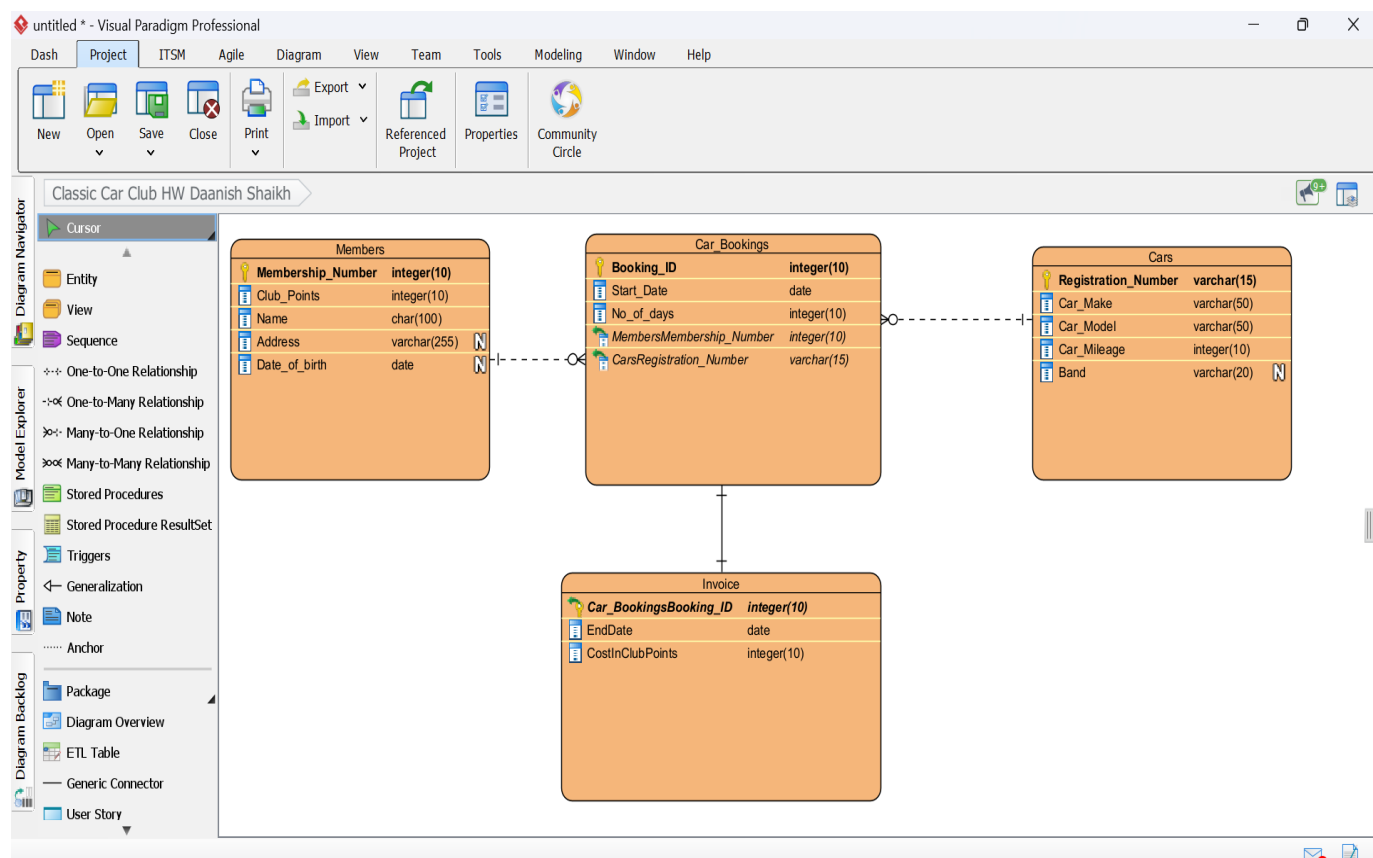 untitled * - Visual Paradigm Professional
Dash Project ITSM Agile Diagram View Team Tools Modeling Window Help
New
Open
Save
Close
Print
Export
Import
Referenced
Project
Properties
Community
Circle
Diagram Navigator
Model Explorer
Property
Diagram Backlog
Classic Car Club HW Daanish Shaikh
9+
Cursor
Entity
View
Sequence
One-to-One Relationship
One-to-Many Relationship
Many-to-One Relationship
Many-to-Many Relationship
Stored Procedures
Stored Procedure ResultSet
Triggers
Generalization
Note
Anchor
Package
Diagram Overview
ETL Table
Generic Connector
User Story
Members
Membership_Number integer(10)
Club_Points integer(10)
Name char(100)
Address varchar(255) N
Date_of_birth date N
Car_Bookings
Booking_ID integer(10)
Start_Date date
No_of_days integer(10)
MembersMembership_Number integer(10)
CarsRegistration_Number varchar(15)
Cars
Registration_Number varchar(15)
Car_Make varchar(50)
Car_Model varchar(50)
Car_Mileage integer(10)
Band varchar(20) N
Invoice
Car_BookingsBooking_ID integer(10)
EndDate date
CostInClubPoints integer(10)